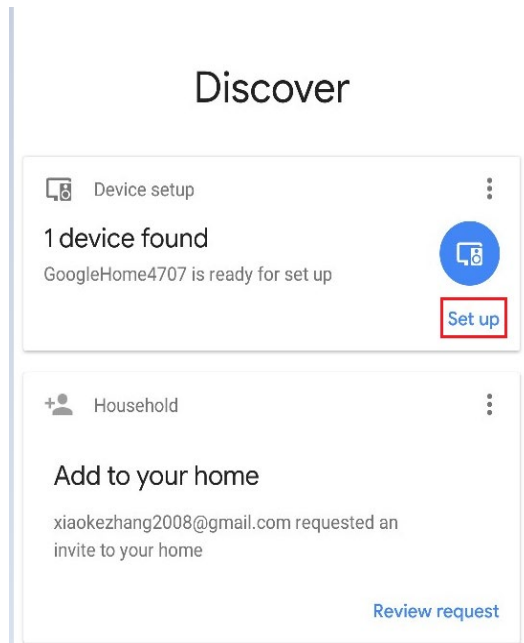 Discover
Device setup
1 device found
GoogleHome4707 is ready for set up
Set up
Household
Add to your home
xiaokezhang2008@gmail.com requested an
invite to your home
Review request